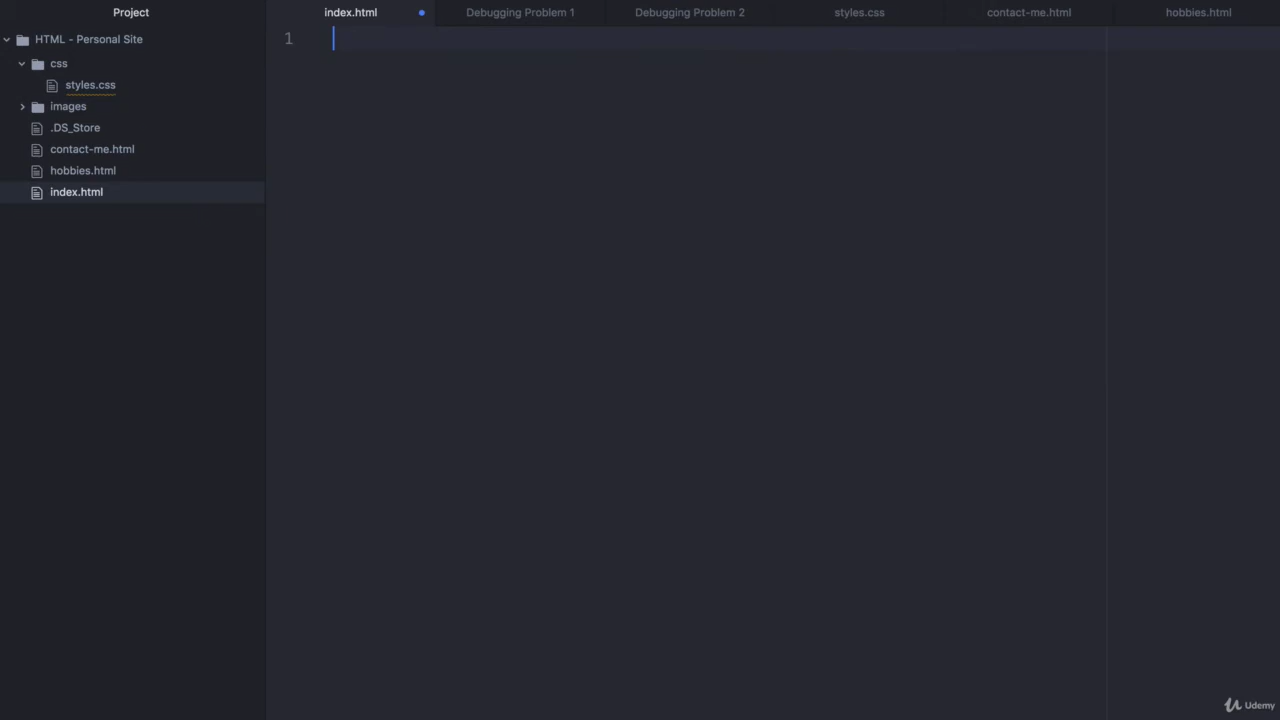 Project
index.html
Debugging Problem 1
Debugging Problem 2
styles.css
contact-me.html
hobbies.html
HTML - Personal Site
css
styles.css
images
.DS_Store
contact-me.html
hobbies.html
index.html
1
Udemy